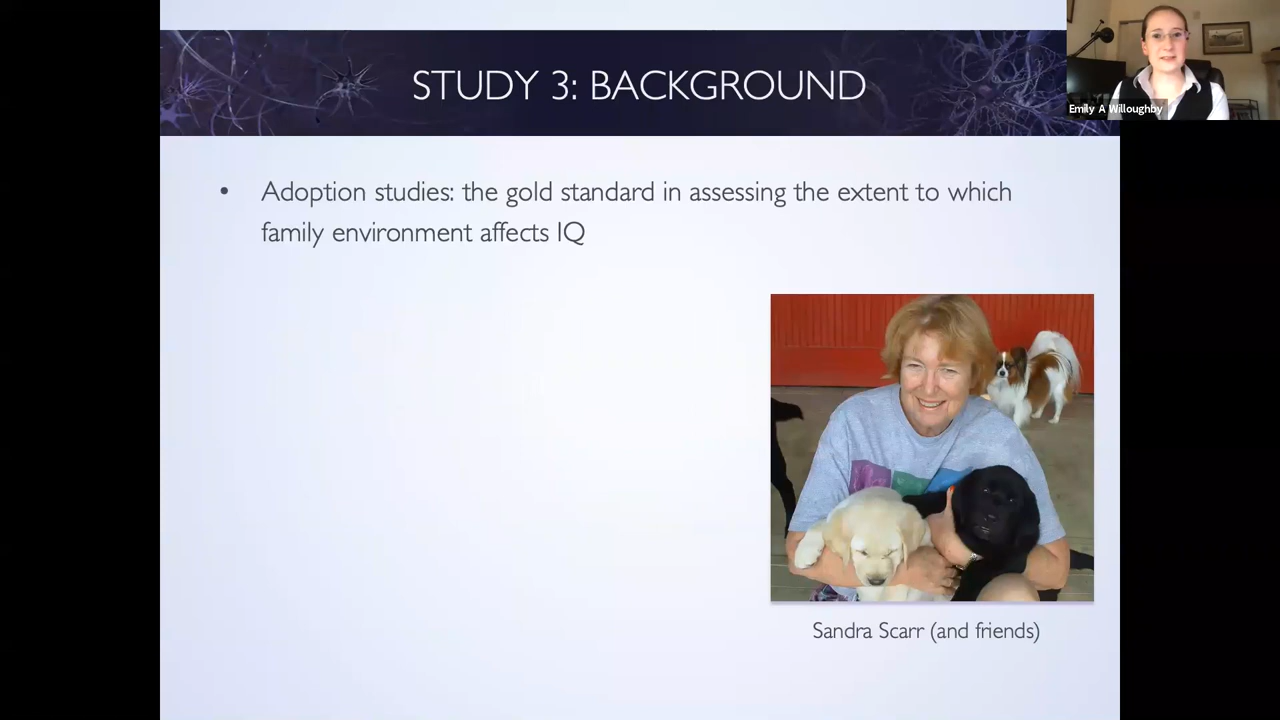 STUDY 3: BACKGROUND
Emily A Willoughby
• Adoption studies: the gold standard in assessing the extent to which
family environment affects IQ
Sandra Scarr (and friends)